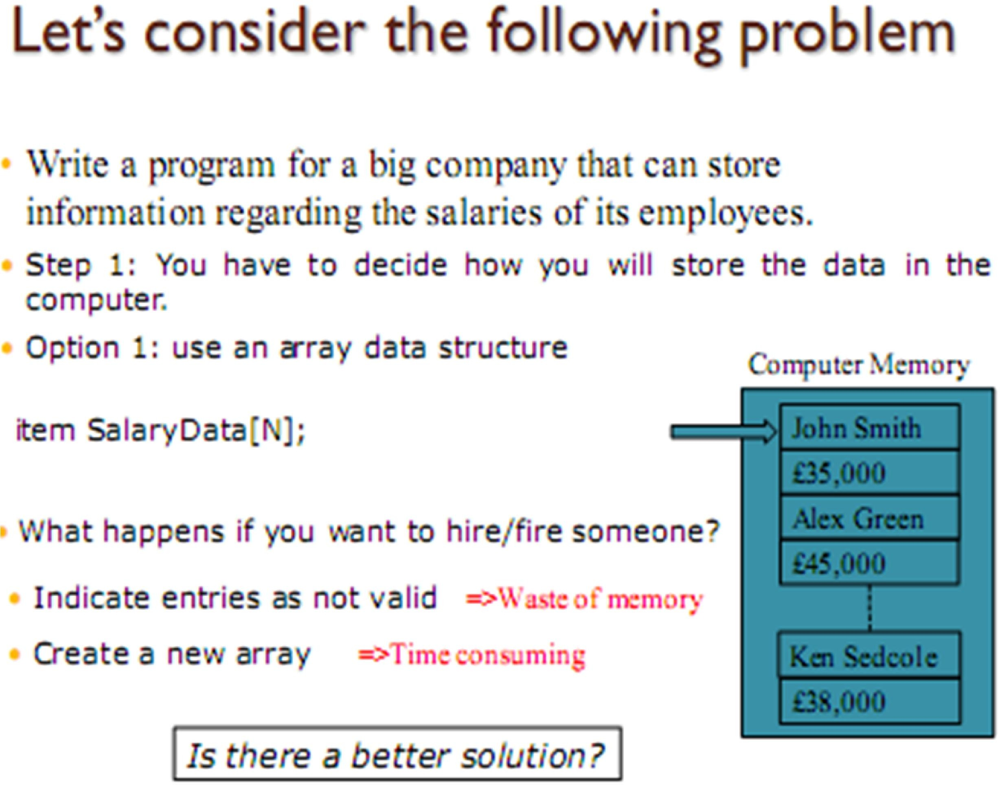 Let's consider the following problem
Write a program for a big company that can store
information regarding the salaries of its employees.
Step 1: You have to decide how you will store the data in the
computer.
Option 1: use an array data structure
item SalaryData[N];
What happens if you want to hire/fire someone?
Indicate entries as not valid =>Waste of memory
Create a new array =>Time consuming
Is there a better solution?
Computer Memory
John Smith
£35,000
Alex Green
£45,000
Ken Sedcole
£38,000